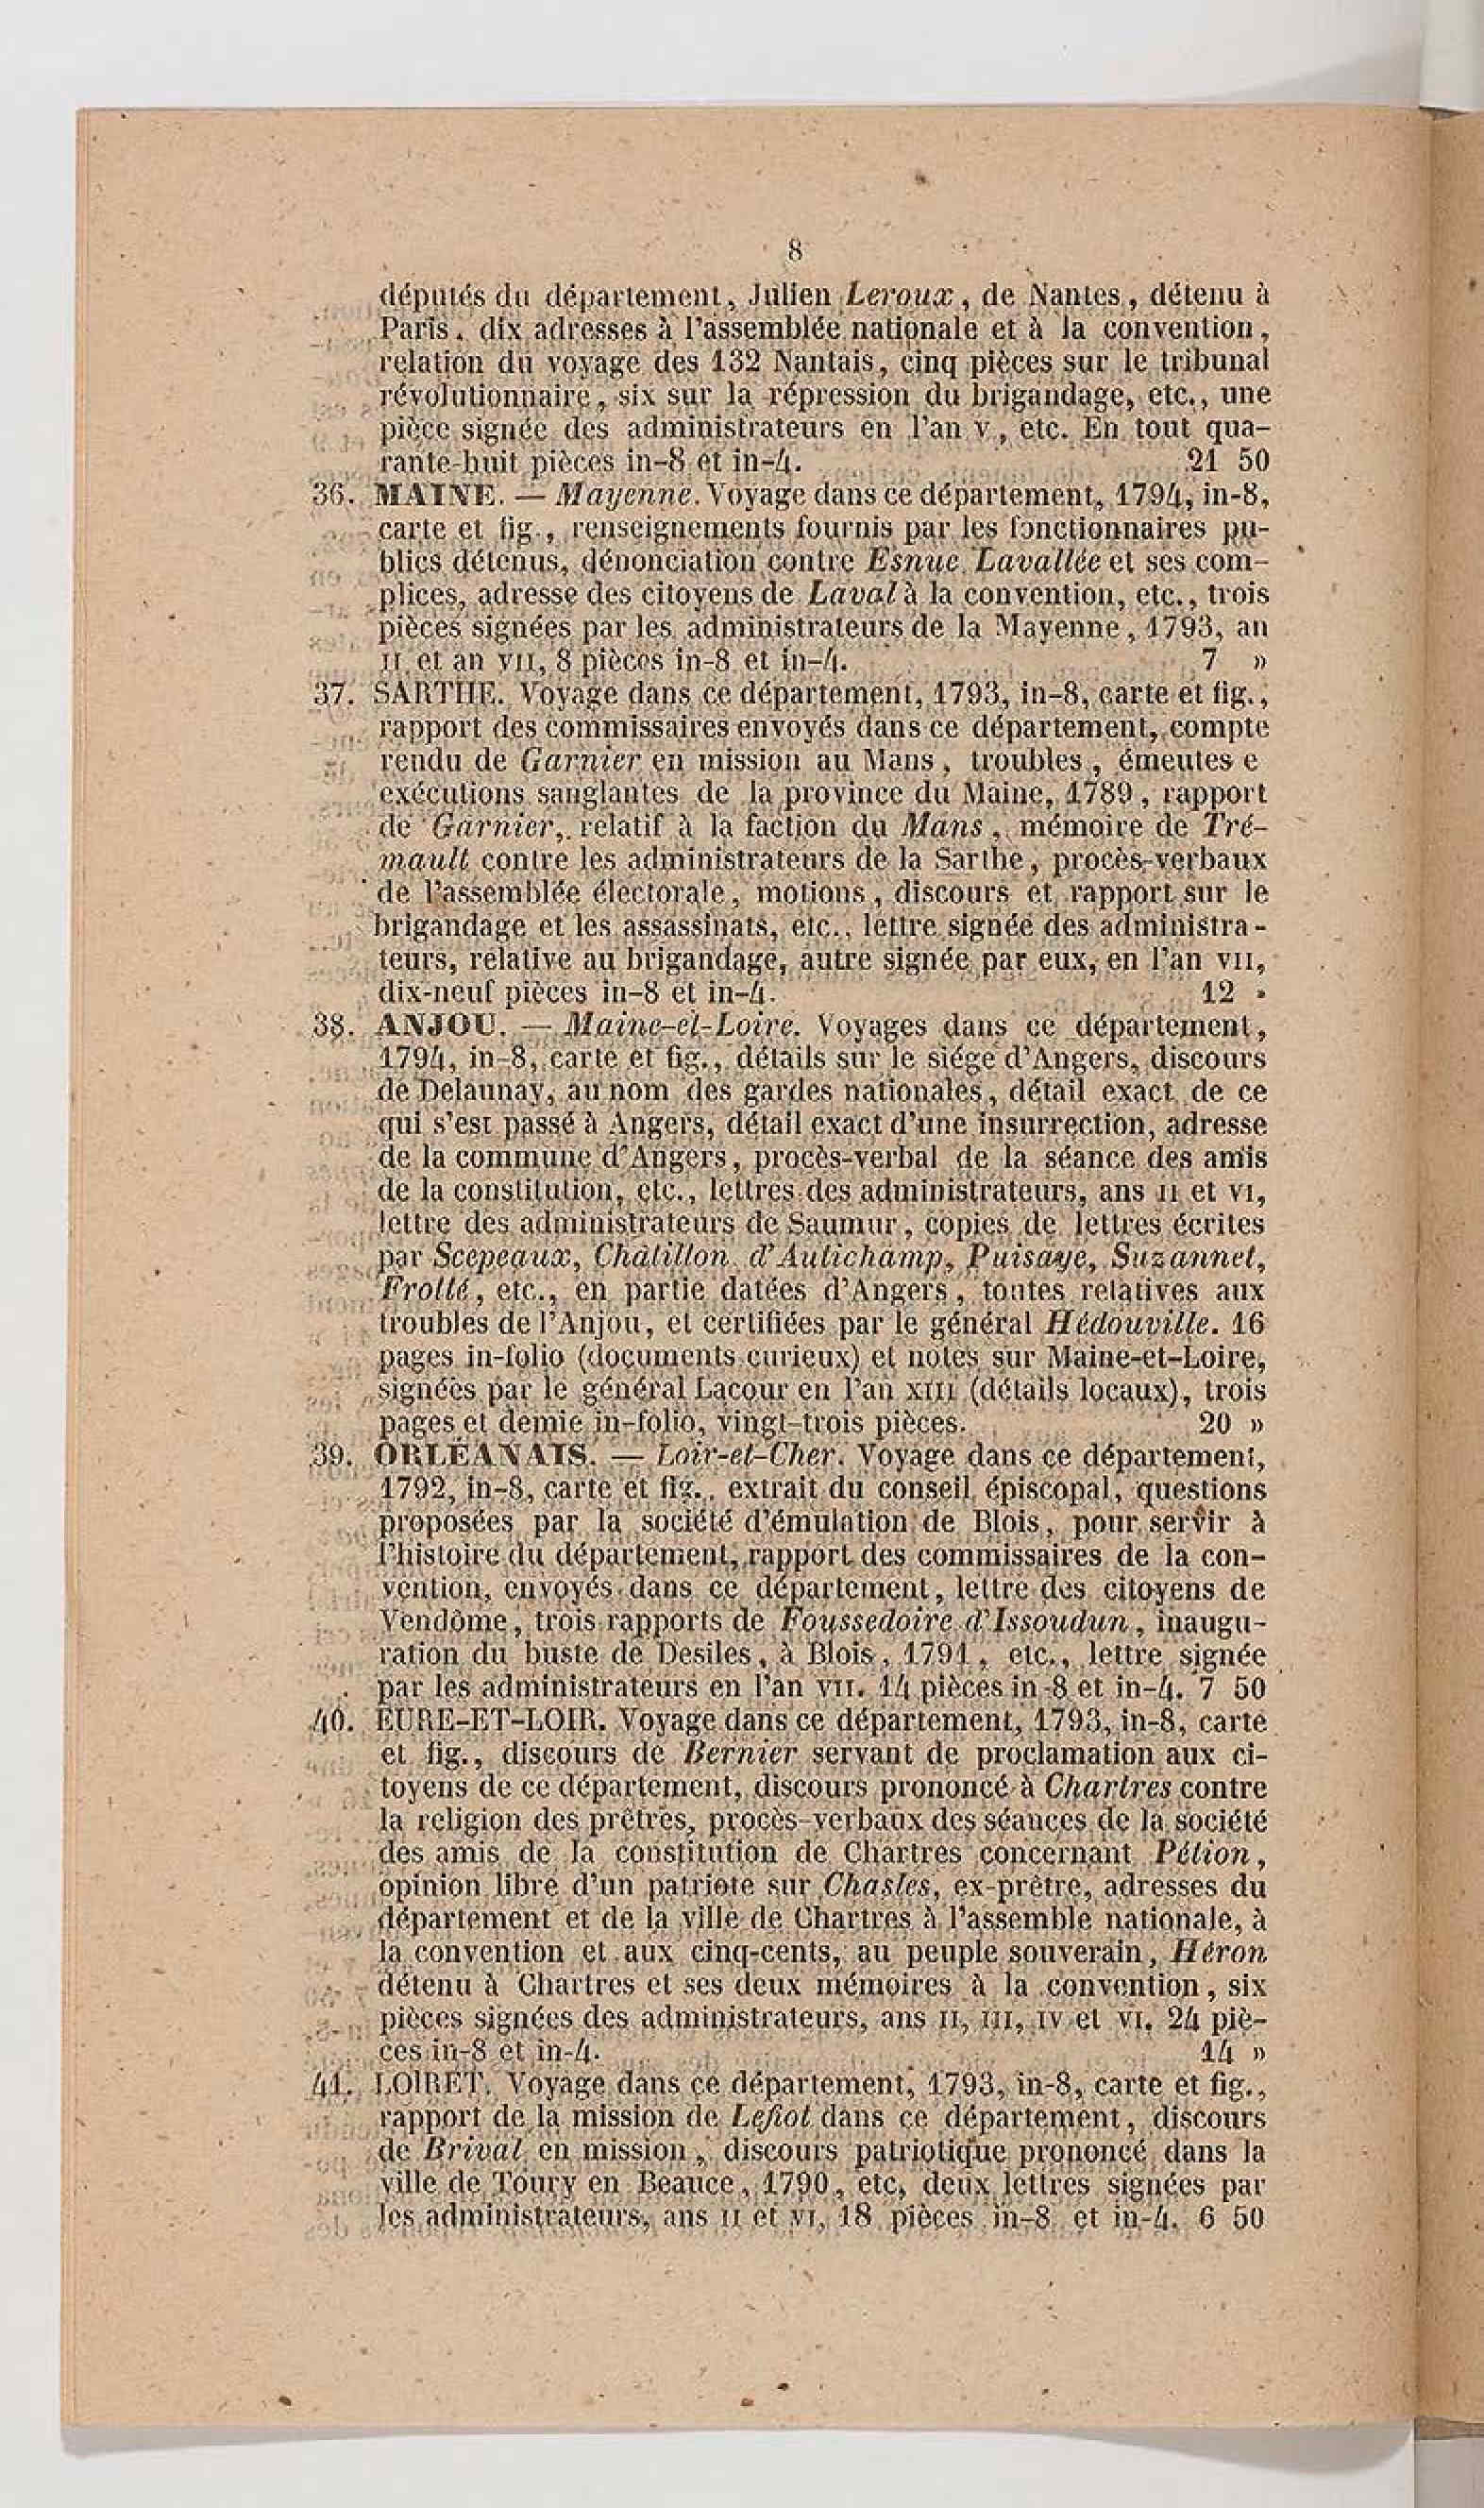 8
députés du département, Julien Leroux, de Nantes, détenu à
Paris, dix adresses à l'assemblée nationale et à la convention,
relation du voyage des 132 Nantais, cinq pièces sur le tribunal
révolutionnaire, six sur la répression du brigandage, etc., une
pièce signée des administrateurs en l'an v, etc. En tout qua-
rante-huit pièces in-8 et in-4. 21 50
36. MAINE. — Mayenne. Voyage dans ce département, 1794, in-8,
carte et fig., renseignements fournis par les fonctionnaires pu-
blics détenus, dénonciation contre Esnue Lavallée et ses com-
plices, adresse des citoyens de Laval à la convention, etc., trois
pièces signées par les administrateurs de la Mayenne, 1793, an
II et an VII, 8 pièces in-8 et in-4. 7 »
37. SARTHE. Voyage dans ce département, 1793, in-8, carte et fig.,
rapport des commissaires envoyés dans ce département, compte
rendu de Garnier en mission au Mans, troubles, émeutes e
exécutions sanglantes de la province du Maine, 1789, rapport
de Garnier, relatif à la faction du Mans, mémoire de Tré-
mault contre les administrateurs de la Sarthe, procès-verbaux
de l'assemblée électorale, motions, discours et rapport sur le
brigandage et les assassinats, etc., lettre signée des administra-
teurs, relative au brigandage, autre signée par eux, en l'an VII,
dix-neuf pièces in-8 et in-4. 12 »
38. ANJOU. — Maine-et-Loire. Voyages dans ce département,
1794, in-8, carte et fig., détails sur le siége d'Angers, discours
de Delaunay, au nom des gardes nationales, détail exact de ce
qui s'est passé à Angers, détail exact d'une insurrection, adresse
de la commune d'Angers, procès-verbal de la séance des amis
de la constitution, etc., lettres des administrateurs, ans II et VI,
lettre des administrateurs de Saumur, copies de lettres écrites
par Scepeaux, Châtillon, d'Autichamp, Puisaye, Suzannet,
Frotté, etc., en partie datées d'Angers, toutes relatives aux
troubles de l'Anjou, et certifiées par le général Hédouville. 16
pages in-folio (documents curieux) et notes sur Maine-et-Loire,
signées par le général Lacour en l'an XIII (détails locaux), trois
pages et demie in-folio, vingt-trois pièces. 20 »
39. ORLÉANAIS. — Loir-et-Cher. Voyage dans ce département,
1792, in-8, carte et fig., extrait du conseil épiscopal, questions
proposées par la société d'émulation de Blois, pour servir à
l'histoire du département, rapport des commissaires de la con-
vention, envoyés dans ce département, lettre des citoyens de
Vendôme, trois rapports de Foussedoire d'Issoudun, inaugu-
ration du buste de Desiles, à Blois, 1791, etc., lettre signée
par les administrateurs en l'an VII. 14 pièces in-8 et in-4. 7 50
40. EURE-ET-LOIR. Voyage dans ce département, 1793, in-8, carte
et fig., discours de Bernier servant de proclamation aux ci-
toyens de ce département, discours prononcé à Chartres contre
la religion des prêtres, procès-verbaux des séances de la société
des amis de la constitution de Chartres concernant Pétion,
opinion libre d'un patriote sur Chasles, ex-prêtre, adresses du
département et de la ville de Chartres à l'assemble nationale, à
la convention et aux cinq-cents, au peuple souverain, Héron
détenu à Chartres et ses deux mémoires à la convention, six
pièces signées des administrateurs, ans II, III, IV et VI. 24 piè-
ces in-8 et in-4. 14 »
41. LOIRET. Voyage dans ce département, 1793, in-8, carte et fig.,
rapport de la mission de Lefiot dans ce département, discours
de Brival en mission, discours patriotique prononcé dans la
ville de Toury en Beauce, 1790, etc, deux lettres signées par
les administrateurs, ans II et VI, 18 pièces in-8 et in-4. 6 50